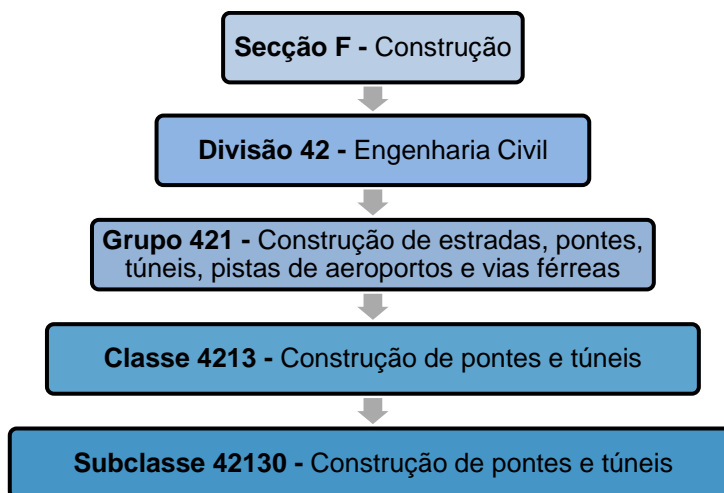 Secção F - Construção
Divisão 42 - Engenharia Civil
Grupo 421 - Construção de estradas, pontes,
túneis, pistas de aeroportos e vias férreas
Classe 4213 - Construção de pontes e túneis
Subclasse 42130 - Construção de pontes e túneis